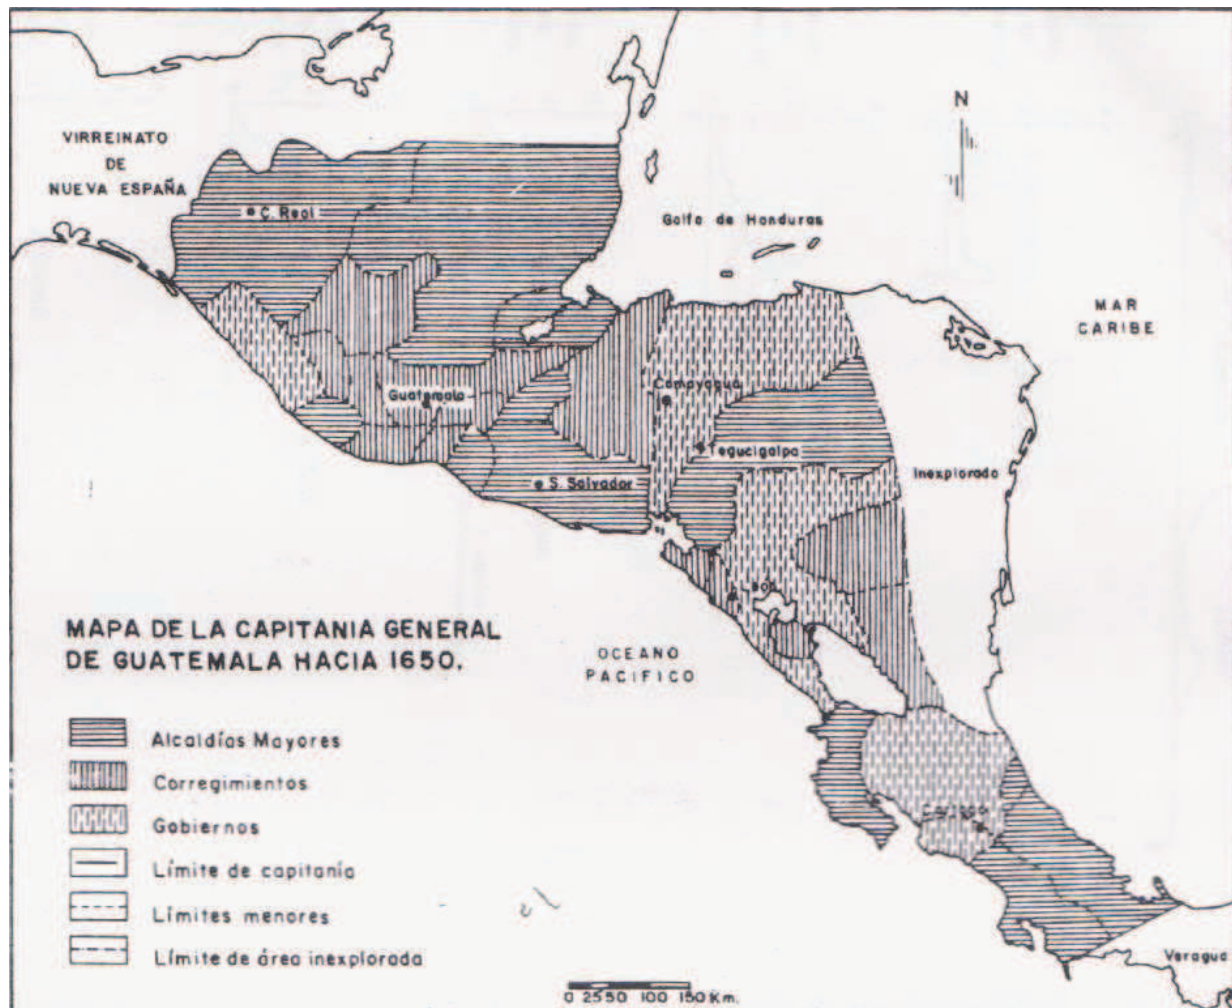 VIRREINATO
DE
NUEVA ESPAÑA
N
C. Real
Golfo de Honduras
MAR
CARIBE
Guatemala
Comayagua
Tegucigalpa
Inexplorado
S. Salvador
León
MAPA DE LA CAPITANIA GENERAL
DE GUATEMALA HACIA 1650.
OCEANO
PACIFICO
Alcaldías Mayores
Corregimientos
Gobiernos
Cartago
Límite de capitanía
Límites menores
Límite de área inexplorada
Veragua
0 25 50 100 150 Km.